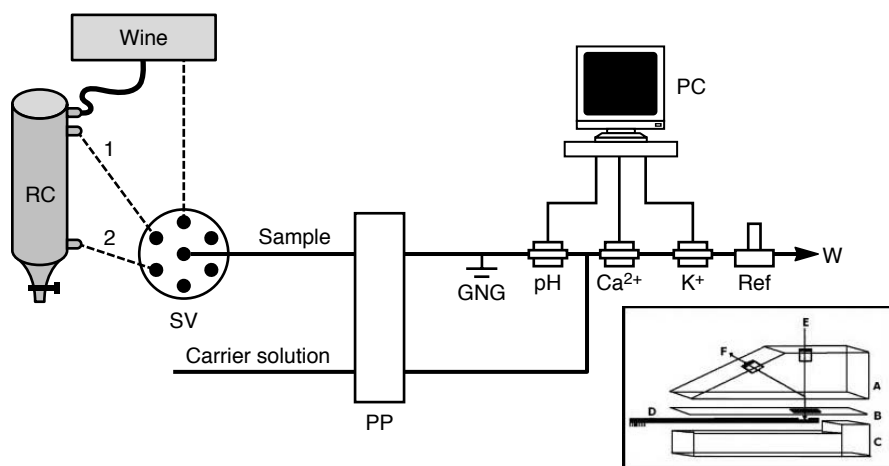 Wine
PC
1
RC
2
Sample
SV
GNG
pH
Ca²⁺
K⁺
Ref
W
Carrier solution
PP
E
F
A
B
D
C